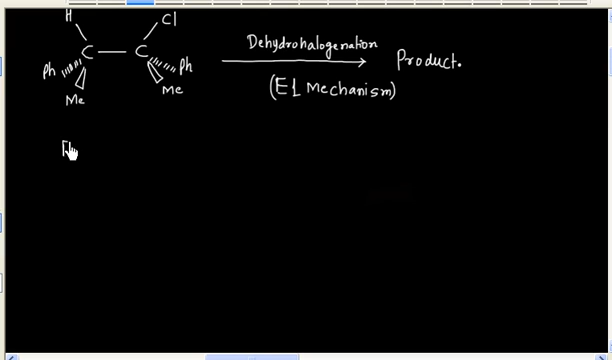 H Cl
Dehydrohalogenation
C C
Product.
Ph Ph
(E1 Mechanism)
Me Me